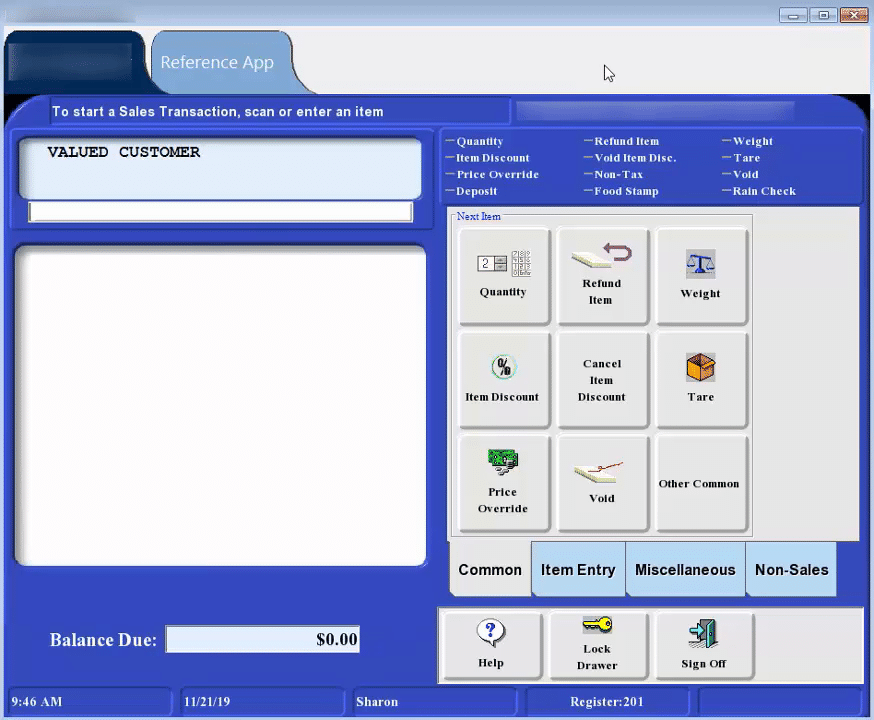 Reference App
To start a Sales Transaction, scan or enter an item
VALUED CUSTOMER
Quantity
Refund Item
Weight
Item Discount
Void Item Disc.
Tare
Price Override
Non-Tax
Void
Deposit
Food Stamp
Rain Check
Next Item
2
Quantity
Refund
Item
Weight
%
Item Discount
Cancel
Item
Discount
Tare
Price
Override
Void
Other Common
Common
Item Entry
Miscellaneous
Non-Sales
Balance Due:
$0.00
?
Help
Lock
Drawer
Sign Off
9:46 AM
11/21/19
Sharon
Register:201